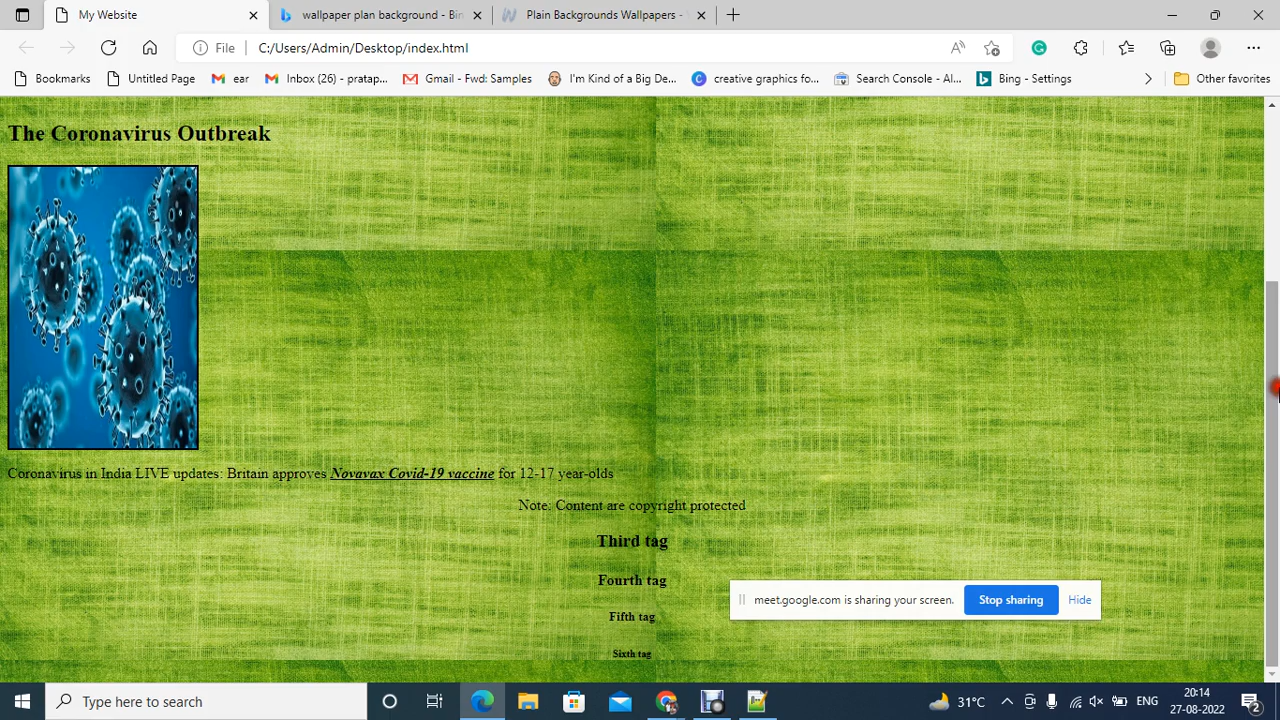 My Website
wallpaper plan background - Bin
Plain Backgrounds Wallpapers -
File
C:/Users/Admin/Desktop/index.html
Bookmarks
Untitled Page
ear
Inbox (26) - pratap...
Gmail - Fwd: Samples
I'm Kind of a Big De...
creative graphics fo...
Search Console - Al...
Bing - Settings
Other favorites
The Coronavirus Outbreak
Coronavirus in India LIVE updates: Britain approves Novavax Covid-19 vaccine for 12-17 year-olds
Note: Content are copyright protected
Third tag
Fourth tag
Fifth tag
Sixth tag
meet.google.com is sharing your screen.
Stop sharing
Hide
Type here to search
31°C
ENG
20:14
27-08-2022
2